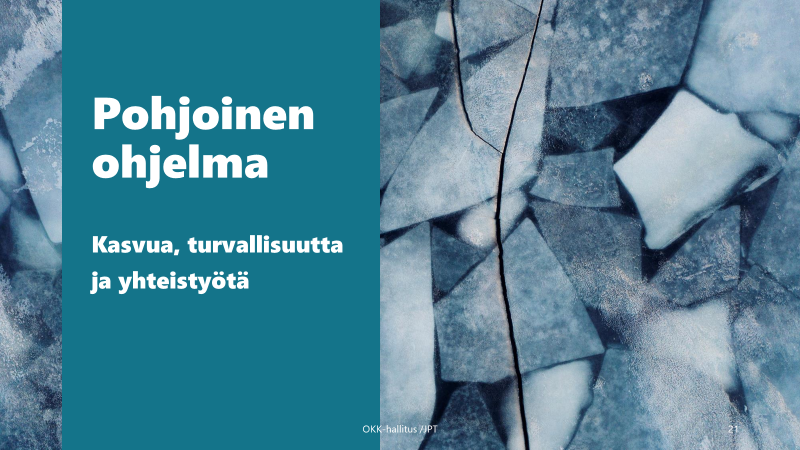 Pohjoinen
ohjelma
Kasvua, turvallisuutta
ja yhteistyötä
OKK-hallitus /JPT
21